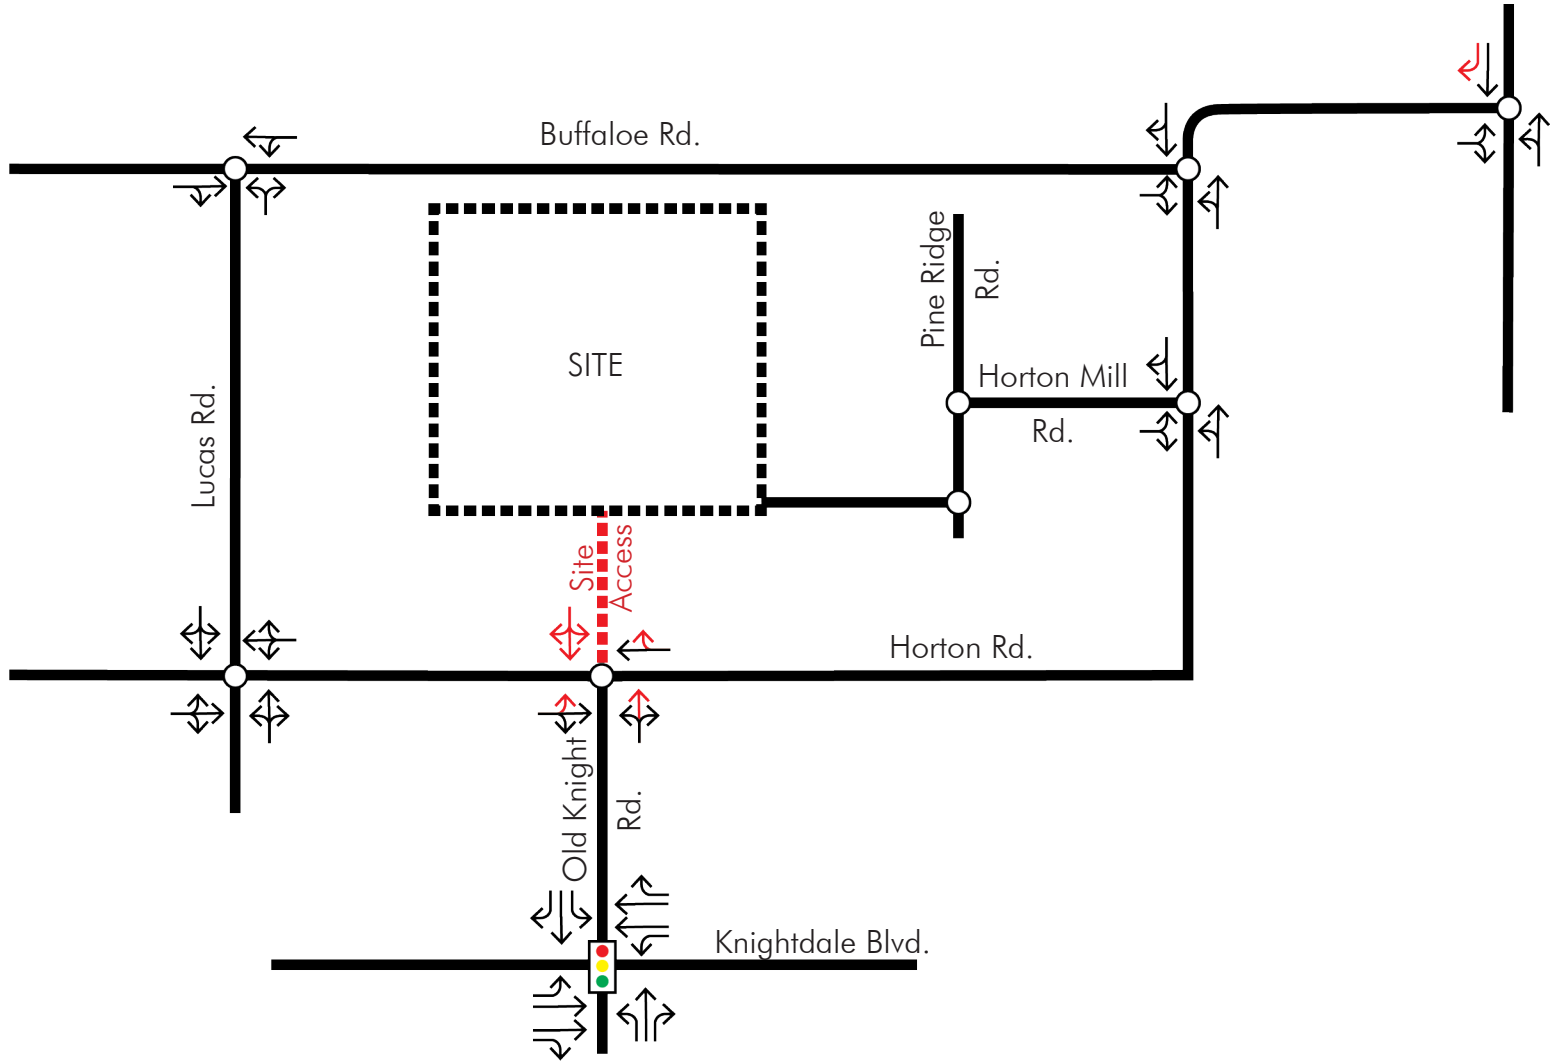 Buffaloe Rd.
Pine Ridge
Rd.
SITE
Horton Mill
Rd.
Lucas Rd.
Site
Access
Horton Rd.
Old Knight
Rd.
Knightdale Blvd.